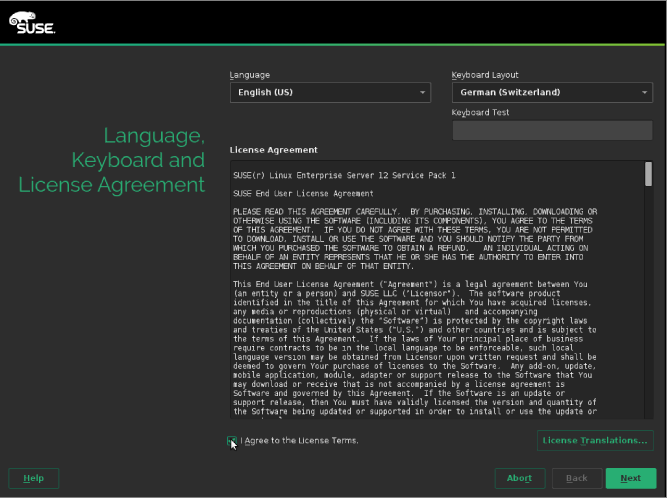 SUSE.
Language
Keyboard Layout
English (US)
German (Switzerland)
Keyboard Test
Language,
Keyboard and
License Agreement
License Agreement
SUSE(r) Linux Enterprise Server 12 Service Pack 1
SUSE End User License Agreement
PLEASE READ THIS AGREEMENT CAREFULLY.  BY PURCHASING, INSTALLING, DOWNLOADING OR
OTHERWISE USING THE SOFTWARE (INCLUDING ITS COMPONENTS), YOU AGREE TO THE TERMS
OF THIS AGREEMENT.  IF YOU DO NOT AGREE WITH THESE TERMS, YOU ARE NOT PERMITTED
TO DOWNLOAD, INSTALL OR USE THE SOFTWARE AND YOU SHOULD NOTIFY THE PARTY FROM
WHICH YOU PURCHASED THE SOFTWARE TO OBTAIN A REFUND.   AN INDIVIDUAL ACTING ON
BEHALF OF AN ENTITY REPRESENTS THAT HE OR SHE HAS THE AUTHORITY TO ENTER INTO
THIS AGREEMENT ON BEHALF OF THAT ENTITY.
This End User License Agreement ("Agreement") is a legal agreement between You
(an entity or a person) and SUSE LLC ("Licensor").  The software product
identified in the title of this Agreement for which You have acquired licenses,
any media or reproductions (physical or virtual)   and accompanying
documentation (collectively the "Software") is protected by the copyright laws
and treaties of the United States ("U.S.") and other countries and is subject to
the terms of this Agreement.  If the laws of Your principal place of business
require contracts to be in the local language to be enforceable, such local
language version may be obtained from Licensor upon written request and shall be
deemed to govern Your purchase of licenses to the Software.  Any add-on, update,
mobile application, module, adapter or support release to the Software that You
may download or receive that is not accompanied by a license agreement is
Software and governed by this Agreement.  If the Software is an update or
support release, then You must have validly licensed the version and quantity of
the Software being updated or supported in order to install or use the update or
I Agree to the License Terms.
License Translations...
Help
Abort
Back
Next